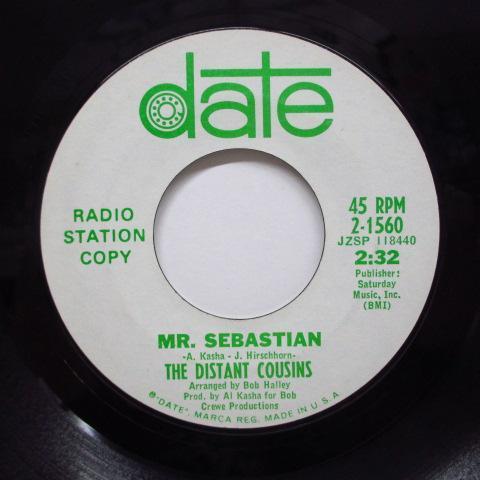 date
RADIO
STATION
COPY
45 RPM
2-1560
JZSP 118440
2:32
Publisher:
Saturday
Music, Inc.
(BMI)
MR. SEBASTIAN
-A. Kasha - J. Hirschhorn-
THE DISTANT COUSINS
Arranged by Bob Halley
Prod. by Al Kasha for Bob
Crewe Productions
®"DATE", MARCA REG. MADE IN U.S.A